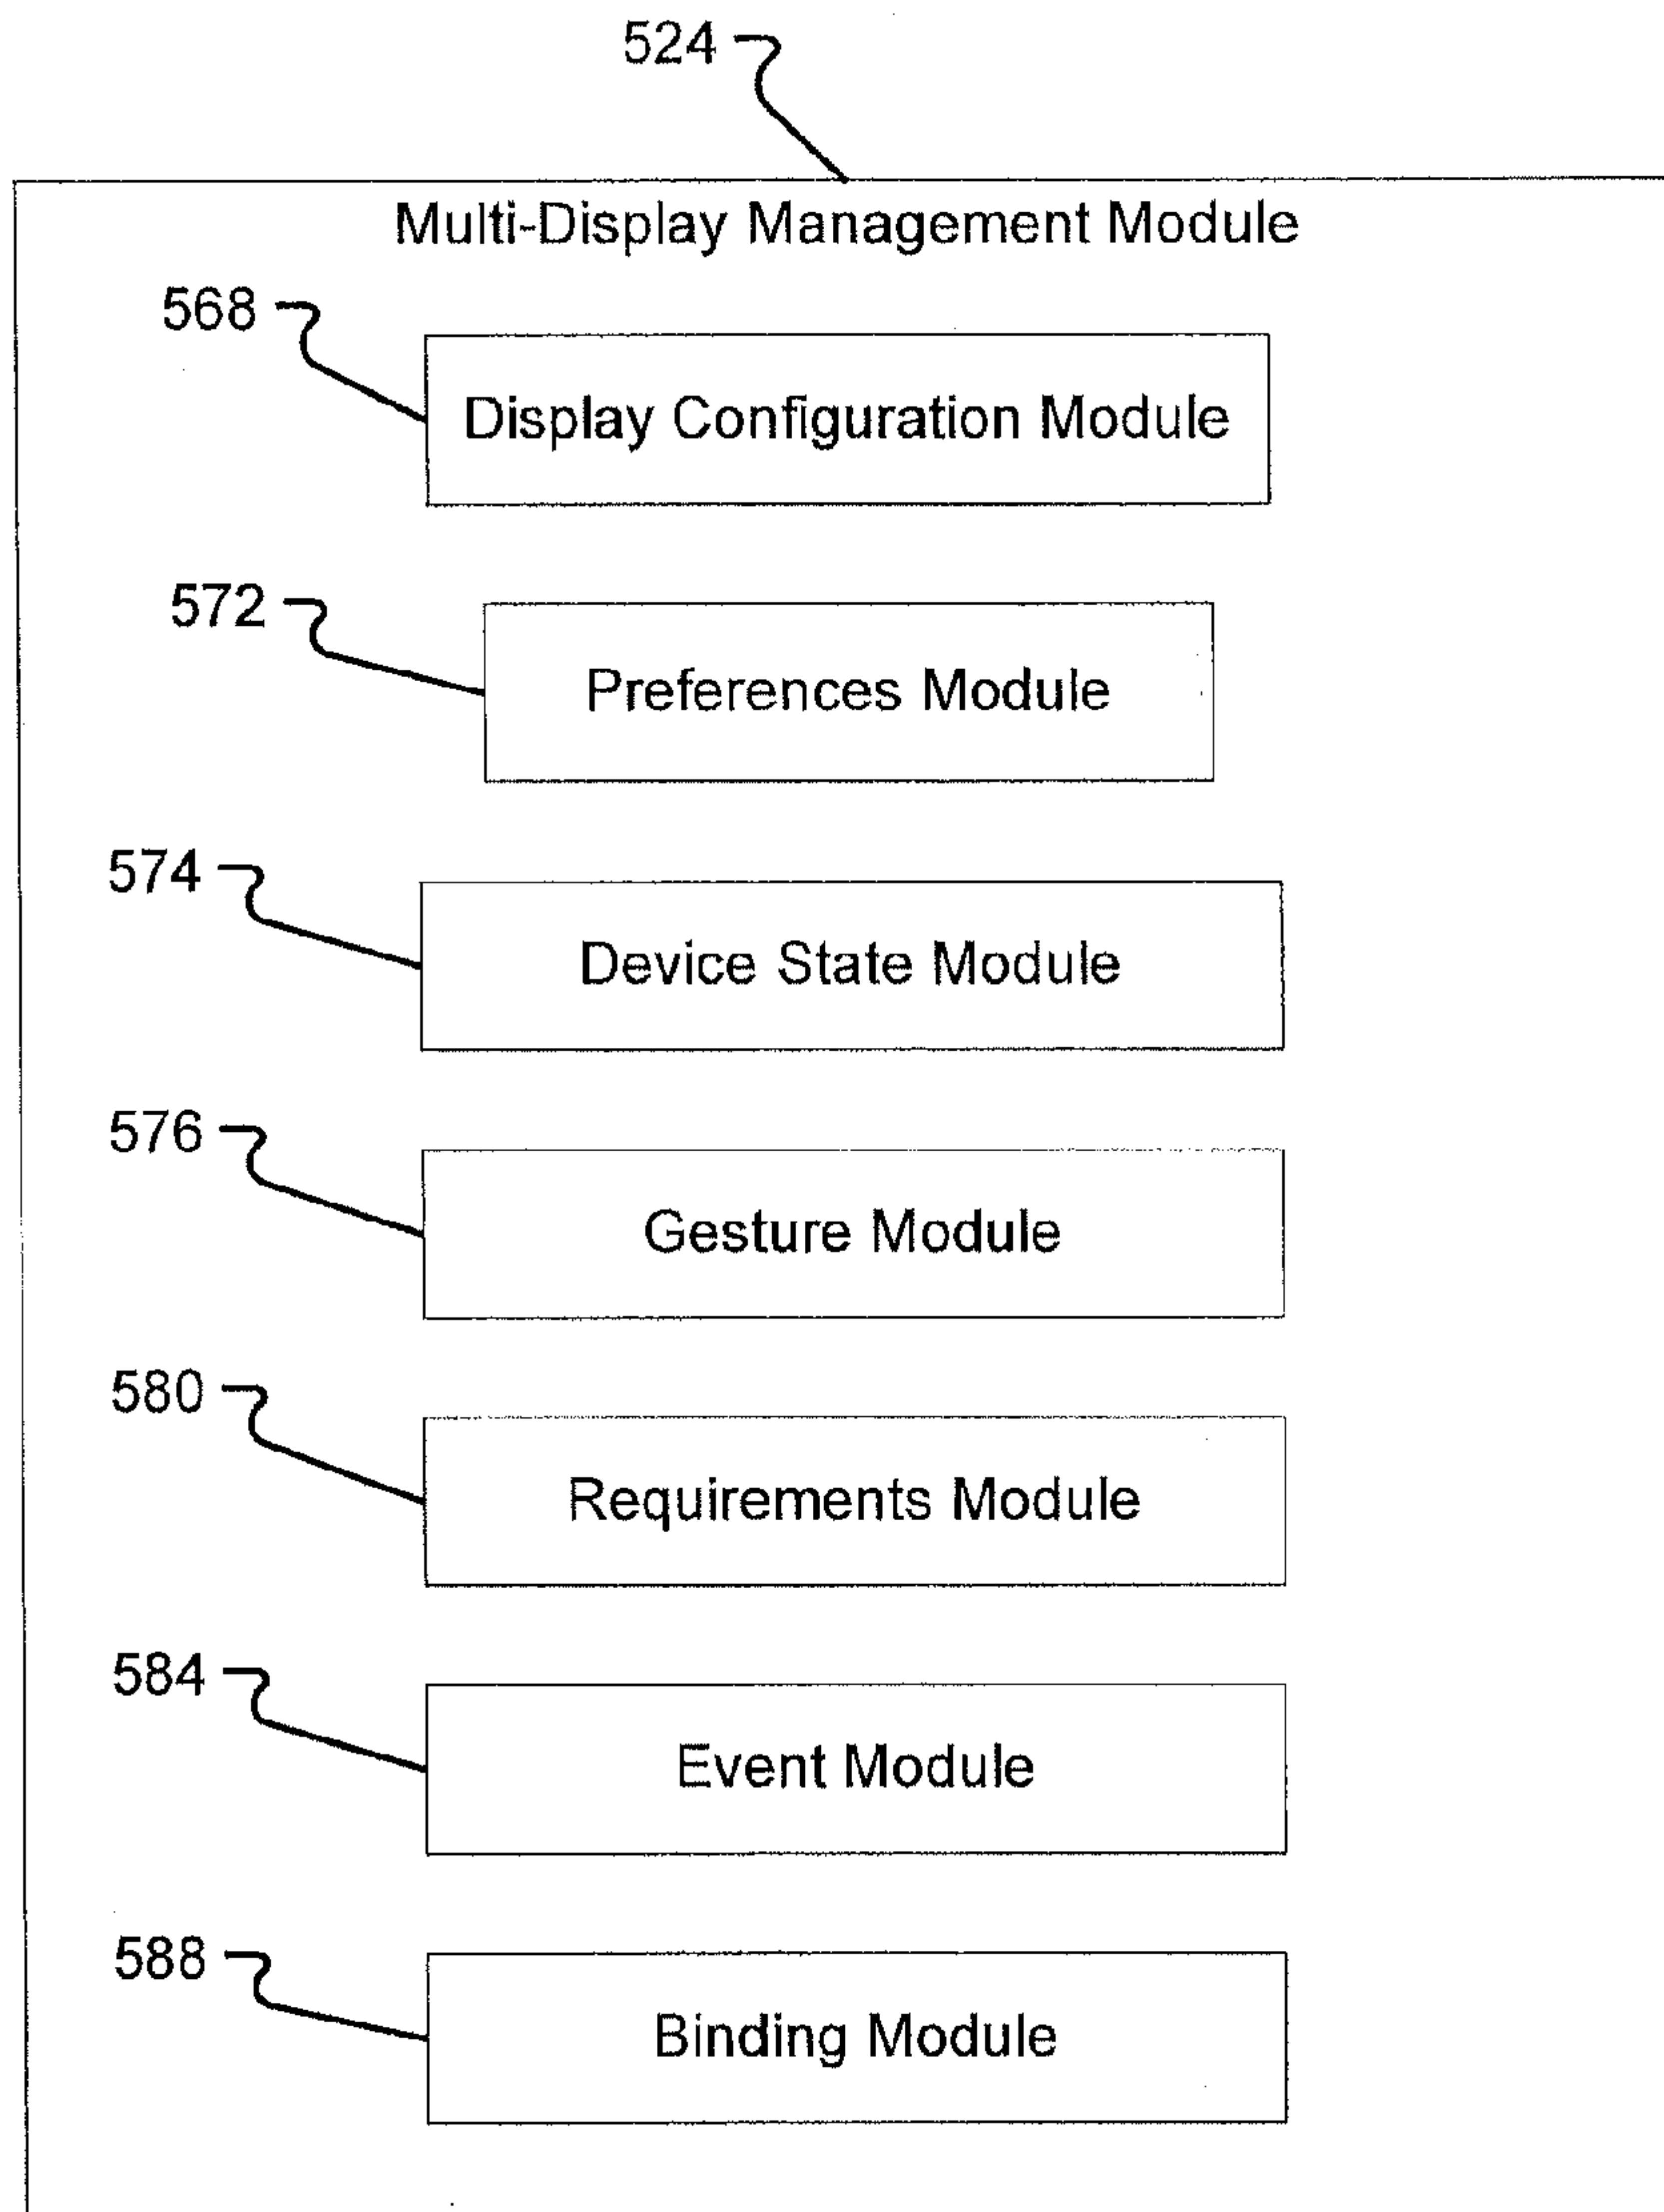 524
Multi-Display Management Module
568
Display Configuration Module
572
Preferences Module
574
Device State Module
576
Gesture Module
580
Requirements Module
584
Event Module
588
Binding Module